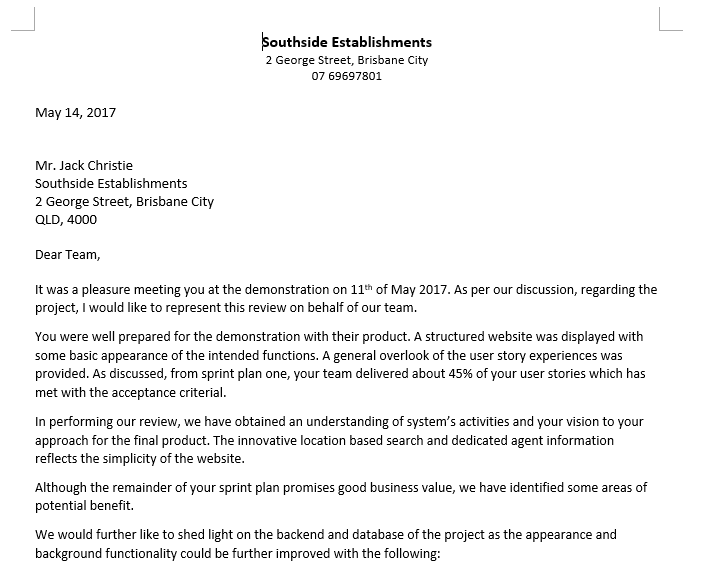 Southside Establishments
2 George Street, Brisbane City
07 69697801
May 14, 2017
Mr. Jack Christie
Southside Establishments
2 George Street, Brisbane City
QLD, 4000
Dear Team,
It was a pleasure meeting you at the demonstration on 11th of May 2017. As per our discussion, regarding the
project, I would like to represent this review on behalf of our team.
You were well prepared for the demonstration with their product. A structured website was displayed with
some basic appearance of the intended functions. A general overlook of the user story experiences was
provided. As discussed, from sprint plan one, your team delivered about 45% of your user stories which has
met with the acceptance criterial.
In performing our review, we have obtained an understanding of system’s activities and your vision to your
approach for the final product. The innovative location based search and dedicated agent information
reflects the simplicity of the website.
Although the remainder of your sprint plan promises good business value, we have identified some areas of
potential benefit.
We would further like to shed light on the backend and database of the project as the appearance and
background functionality could be further improved with the following: